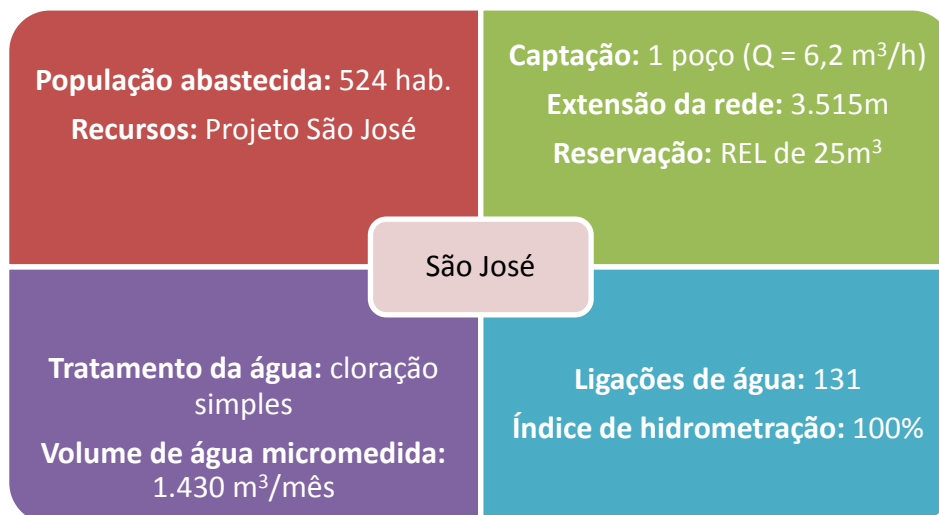 População abastecida: 524 hab.
Recursos: Projeto São José
Captação: 1 poço (Q = 6,2 m³/h)
Extensão da rede: 3.515m
Reservação: REL de 25m³
São José
Tratamento da água: cloração
simples
Volume de água micromedida:
1.430 m³/mês
Ligações de água: 131
Índice de hidrometração: 100%